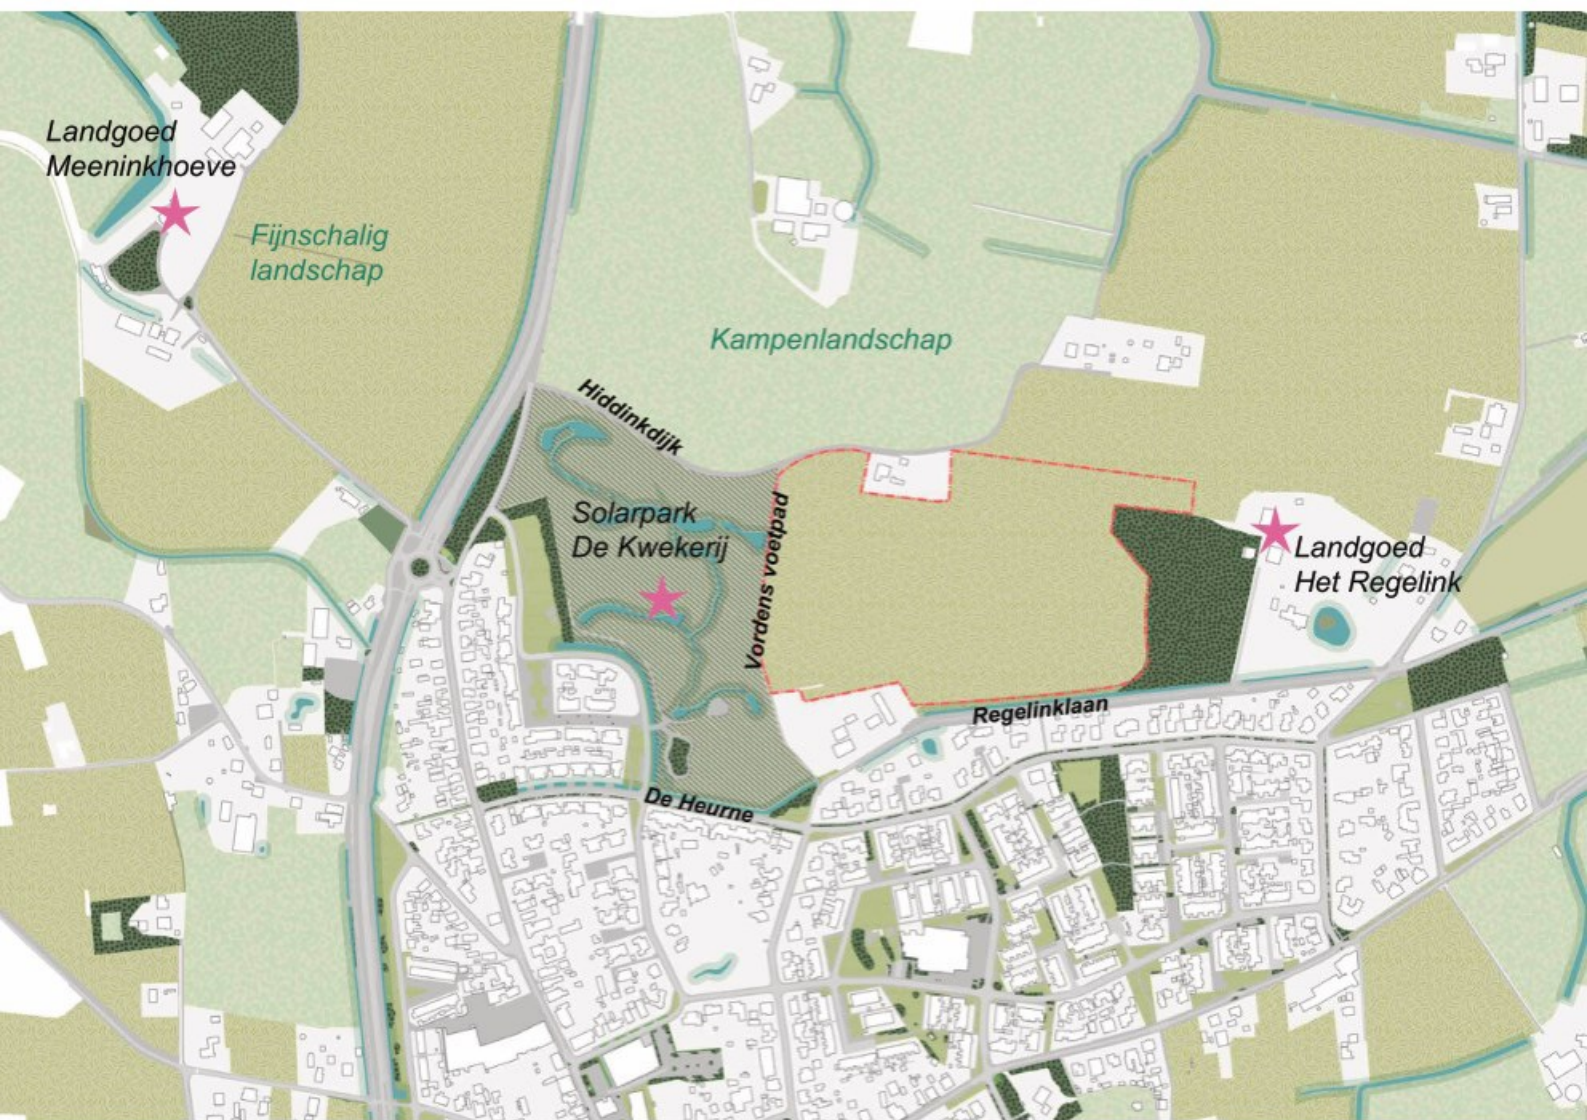 Landgoed
Meeninkhoeve
Fijnschalig
landschap
Kampenlandschap
Hiddinkdijk
Solarpark
De Kwekerij
Vordens voetpad
Landgoed
Het Regelink
Regelinklaan
De Heurne